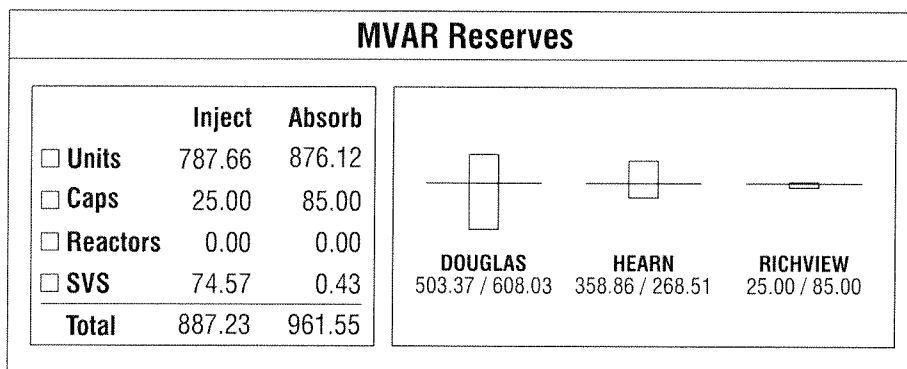 MVAR Reserves
Inject Absorb
Units 787.66 876.12
Caps 25.00 85.00
Reactors 0.00 0.00
SVS 74.57 0.43
Total 887.23 961.55
DOUGLAS HEARN RICHVIEW
503.37 / 608.03 358.86 / 268.51 25.00 / 85.00